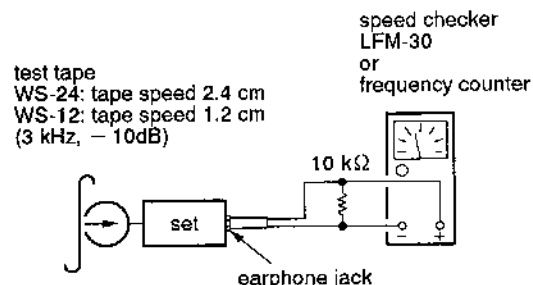 speed checker
LFM-30
or
frequency counter
test tape
WS-24: tape speed 2.4 cm
WS-12: tape speed 1.2 cm
(3 kHz, – 10dB)
10 kΩ
set
– +
earphone jack